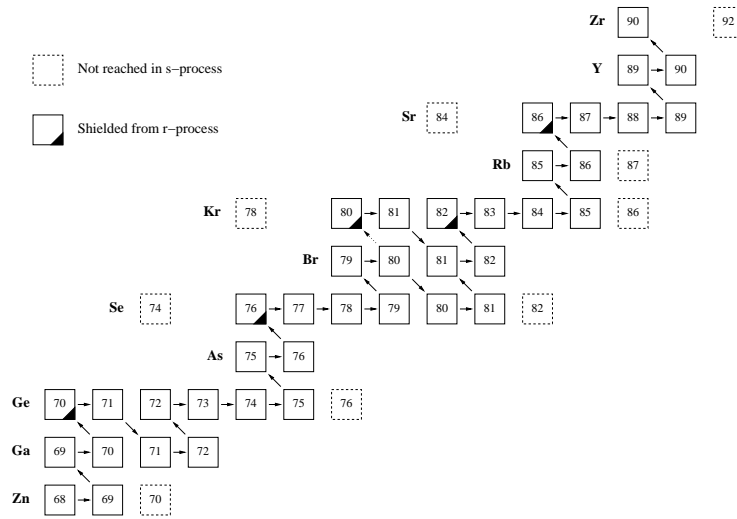 Zr 90 92
Y 89 90
Not reached in s−process
Sr 84 86 87 88 89
Shielded from r−process
Rb 85 86 87
Kr 78 80 81 82 83 84 85 86
Br 79 80 81 82
Se 74 76 77 78 79 80 81 82
As 75 76
Ge 70 71 72 73 74 75 76
Ga 69 70 71 72
Zn 68 69 70